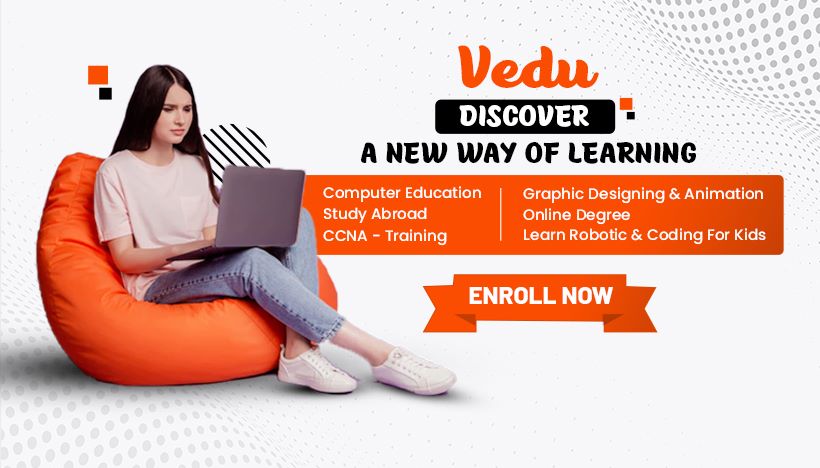 Vedu
DISCOVER
A NEW WAY OF LEARNING
Computer Education
Study Abroad
CCNA - Training
Graphic Designing & Animation
Online Degree
Learn Robotic & Coding For Kids
ENROLL NOW